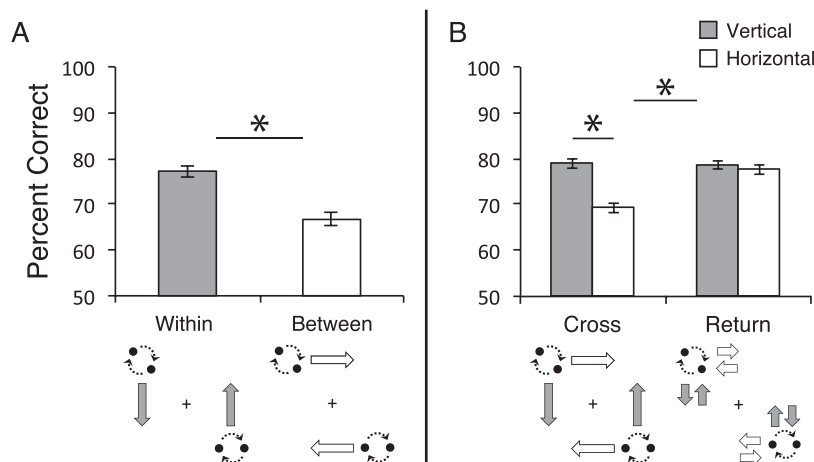 A
Percent Correct
100
90
80
70
60
50
*
Within
Between
+
+
B
Vertical
Horizontal
100
90
80
70
60
50
*
*
Cross
Return
+
+